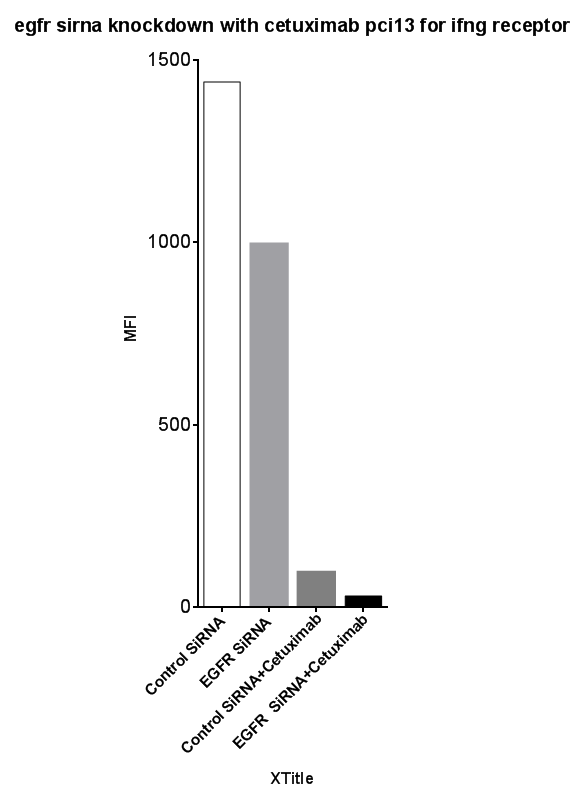 egfr sirna knockdown with cetuximab pci13 for ifng receptor
1500
1000
500
0
MFI
Control SiRNA
EGFR SiRNA
Control SiRNA+Cetuximab
EGFR  SiRNA+Cetuximab
XTitle